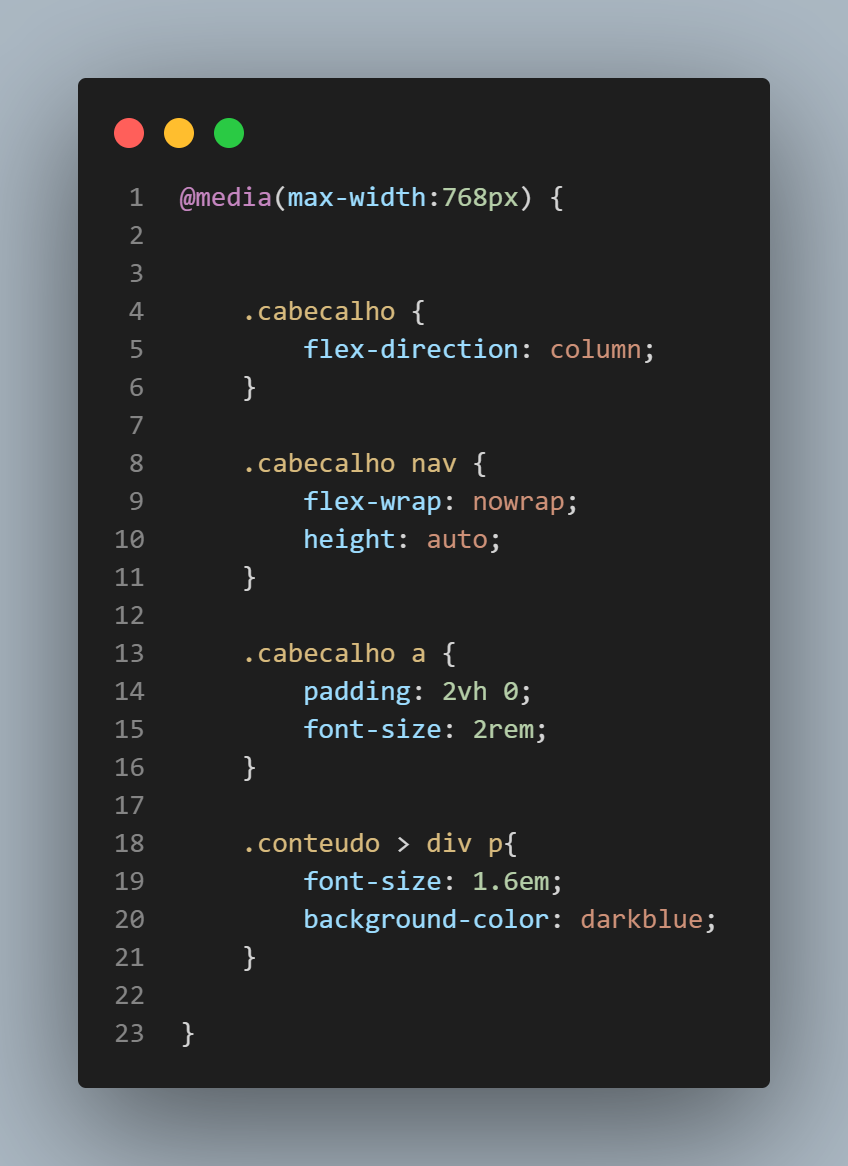 1 @media(max-width:768px) {
2
3
4     .cabecalho {
5         flex-direction: column;
6     }
7
8     .cabecalho nav {
9         flex-wrap: nowrap;
10         height: auto;
11     }
12
13     .cabecalho a {
14         padding: 2vh 0;
15         font-size: 2rem;
16     }
17
18     .conteudo > div p{
19         font-size: 1.6em;
20         background-color: darkblue;
21     }
22
23 }